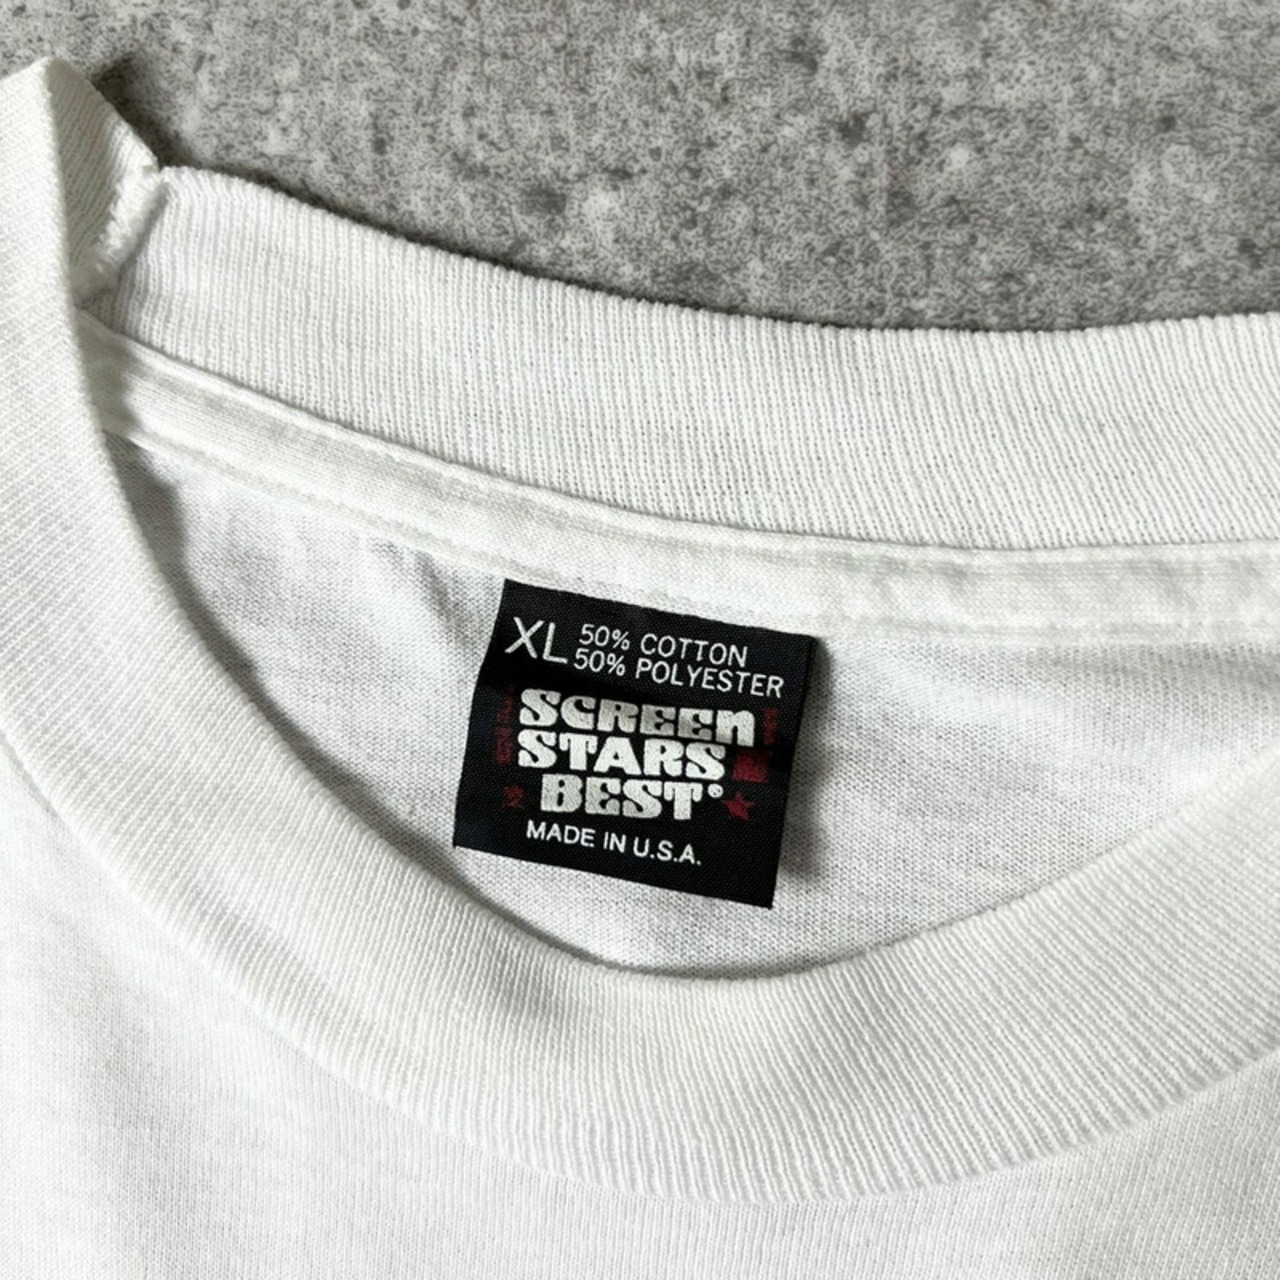 XL 50% COTTON
50% POLYESTER
SCREEN
STARS
BEST®
MADE IN U.S.A.